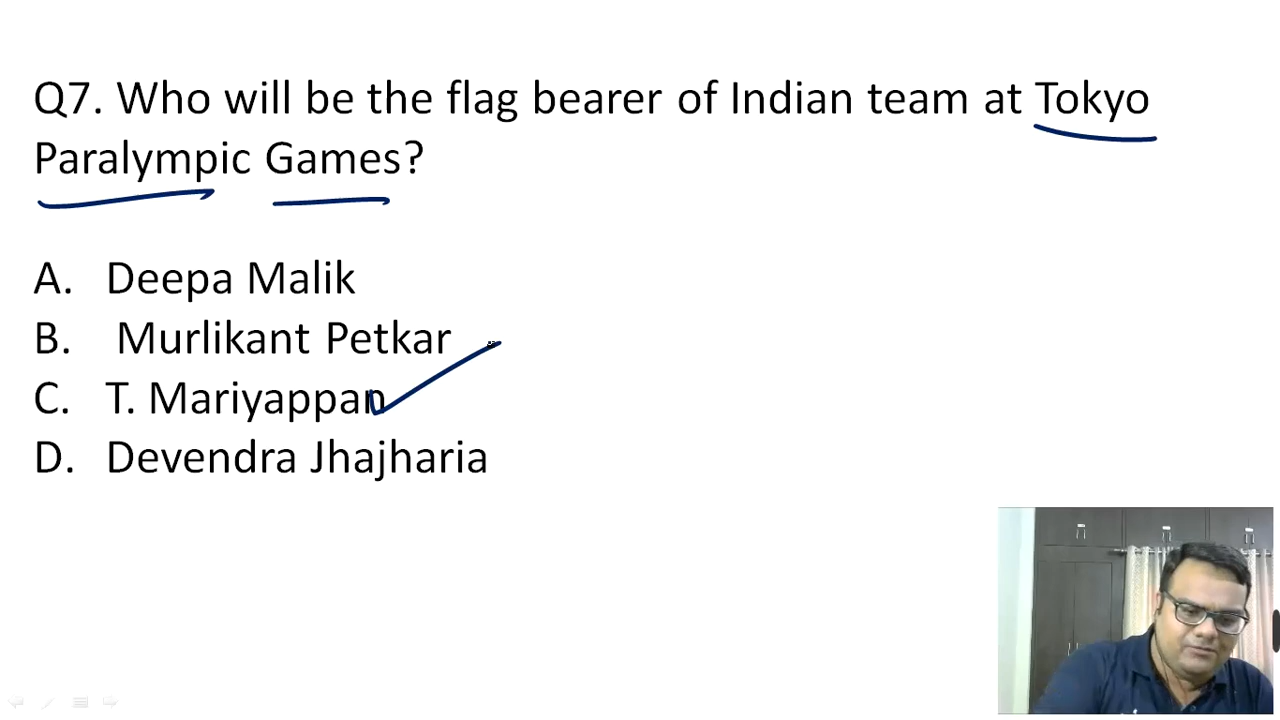 Q7. Who will be the flag bearer of Indian team at Tokyo
Paralympic Games?
A. Deepa Malik
B. Murlikant Petkar
C. T. Mariyappan
D. Devendra Jhajharia